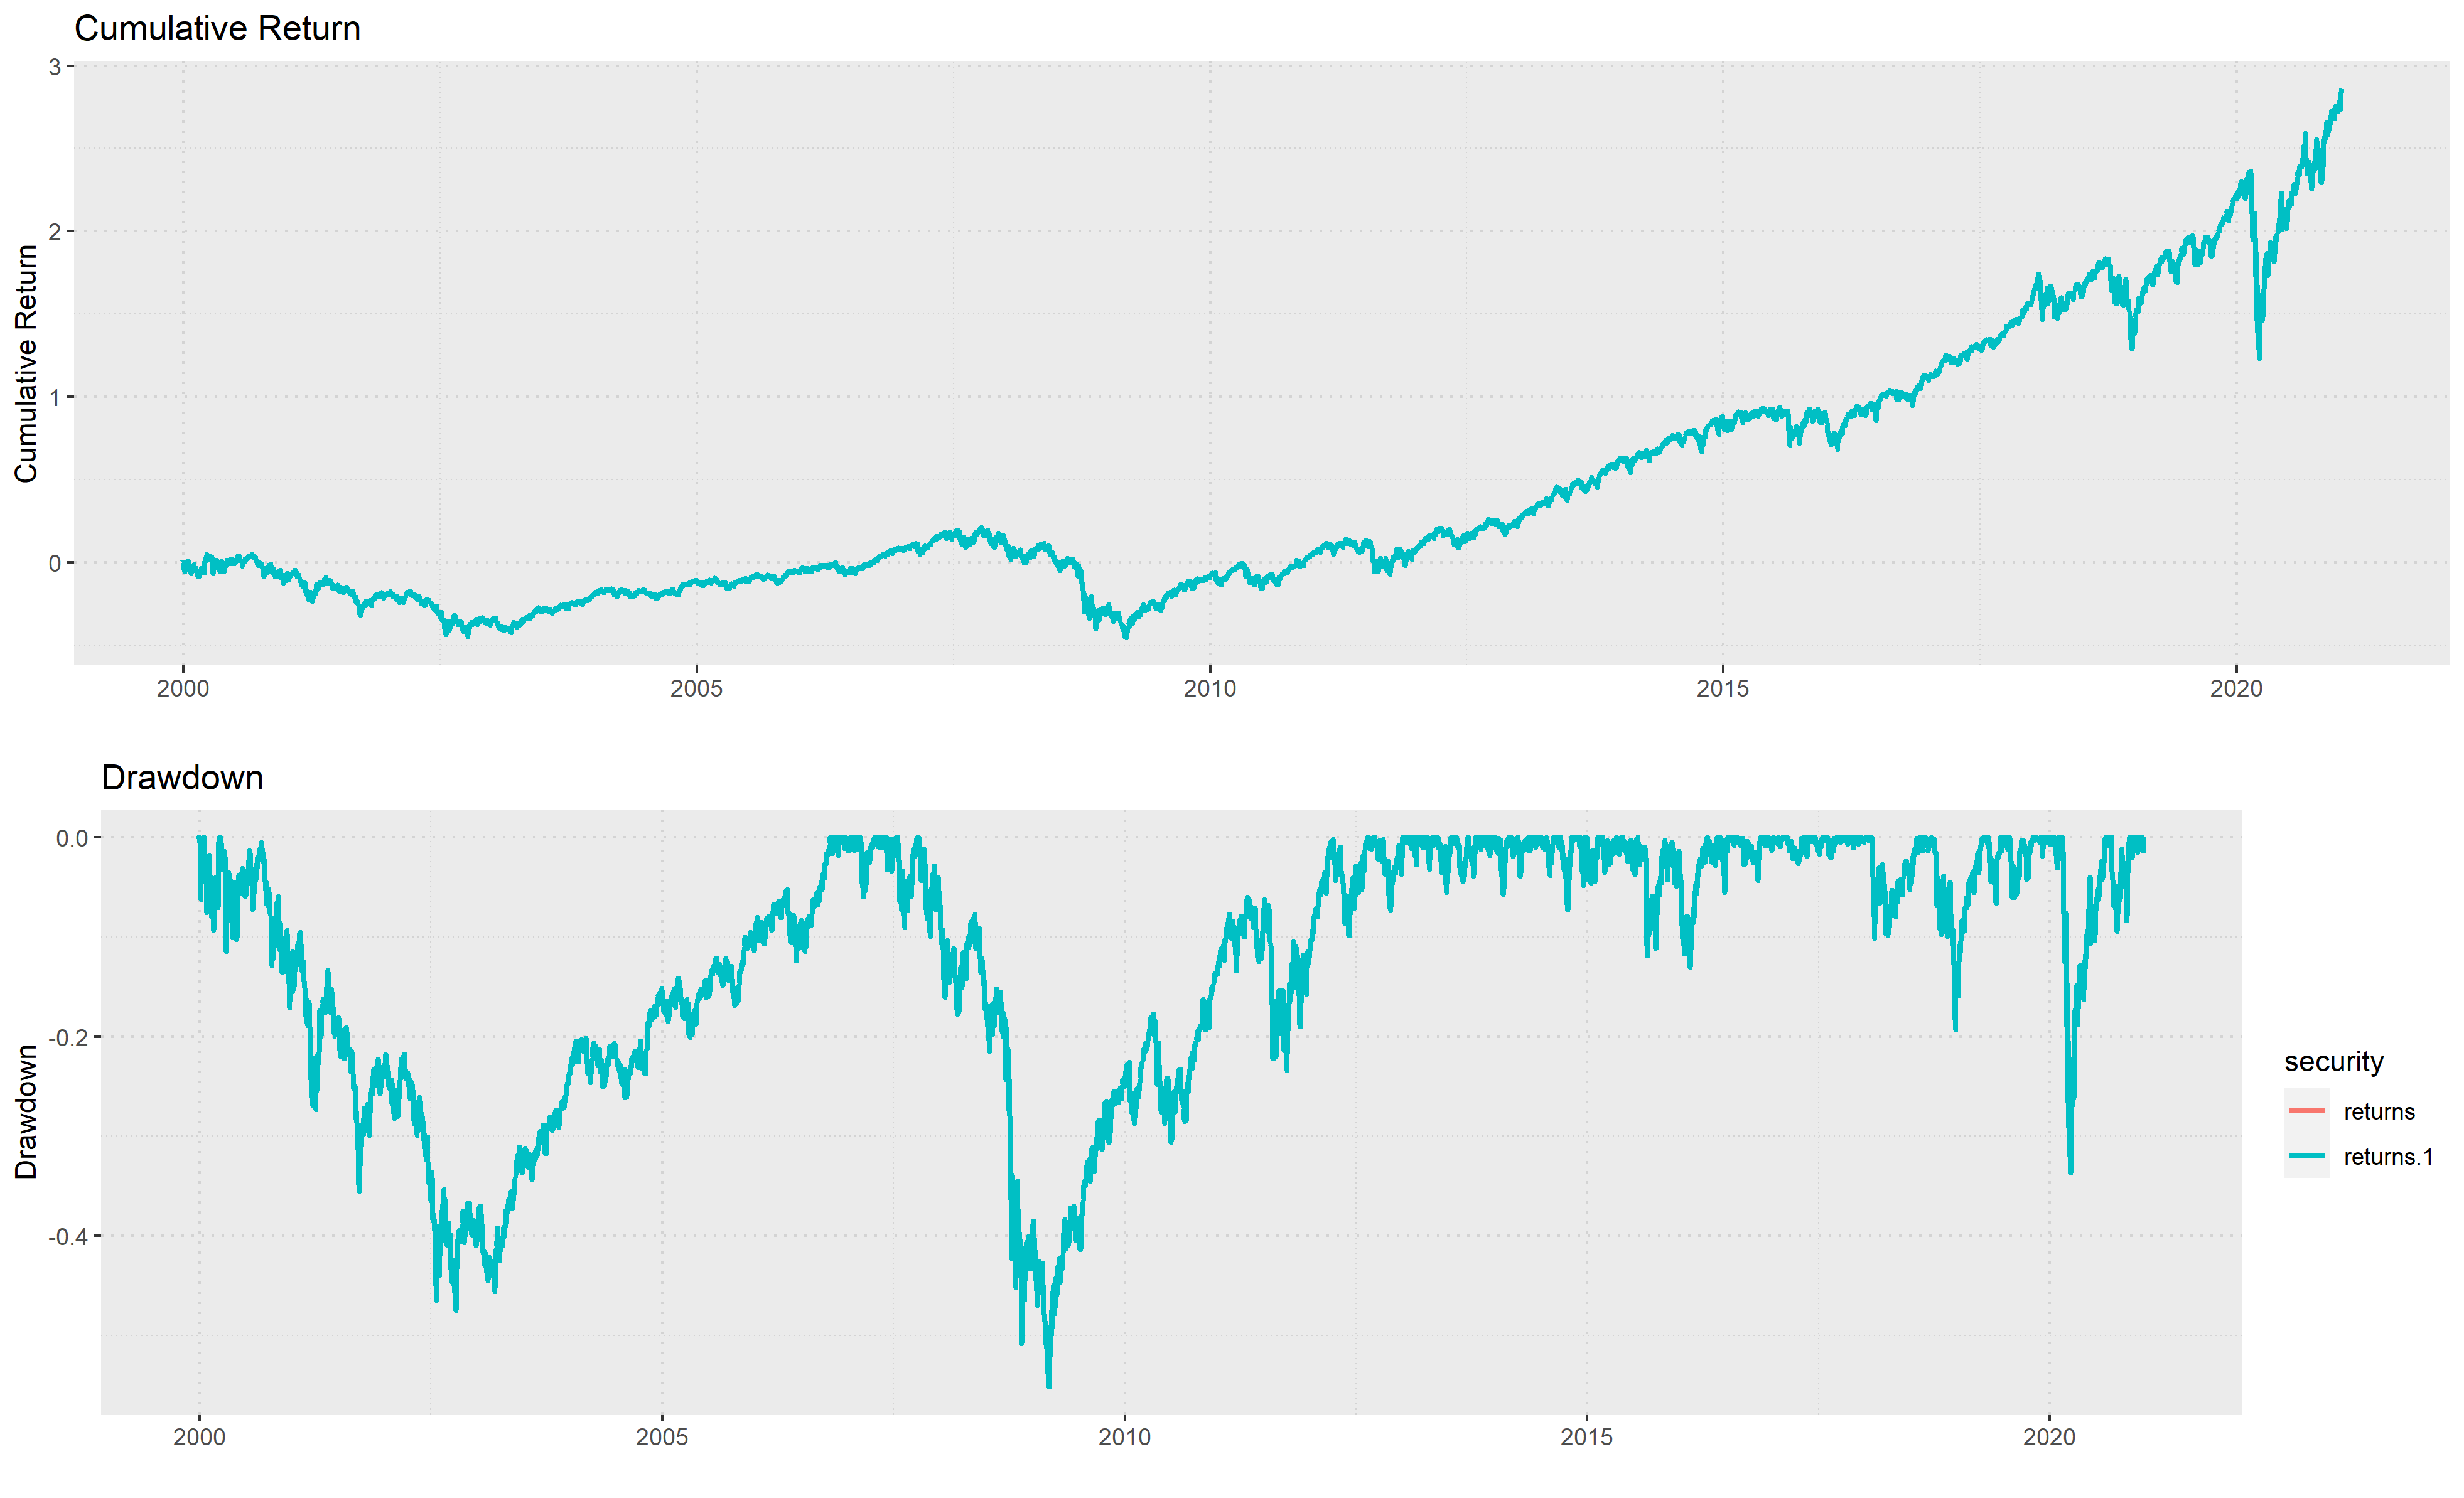 Cumulative Return
Cumulative Return
3
2
1
0
2000 2005 2010 2015 2020
Drawdown
Drawdown
0.0
-0.2
-0.4
2000 2005 2010 2015 2020
security
returns
returns.1